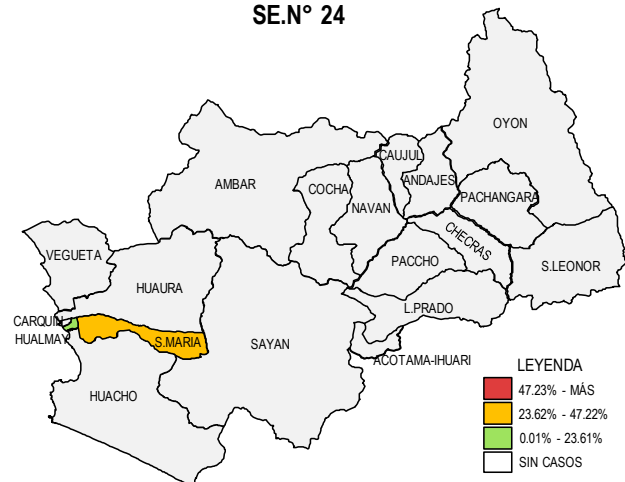 SE.N° 24
OYON
CAUJUL
AMBAR
COCHA
ANDAJES
NAVAN
PACHANGARA
CHECRAS
VEGUETA
PACCHO
S.LEONOR
HUAURA
L.PRADO
CARQUIN
HUALMAY
S.MARIA
SAYAN
ACOTAMA-IHUARI
HUACHO
LEYENDA
47.23% - MÁS
23.62% - 47.22%
0.01% - 23.61%
SIN CASOS